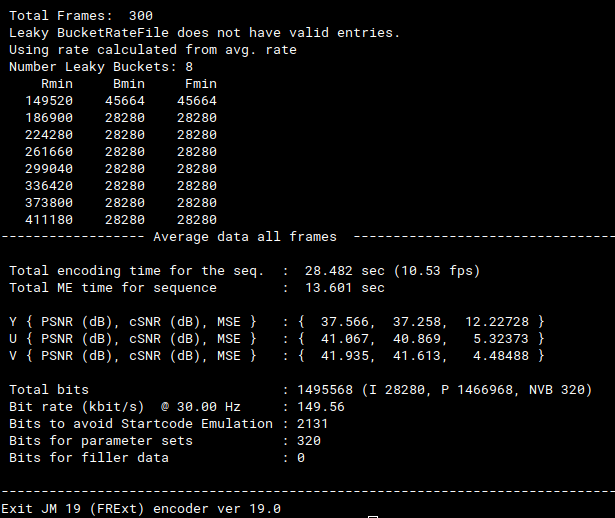 Total Frames:  300
Leaky BucketRateFile does not have valid entries.
Using rate calculated from avg. rate
Number Leaky Buckets: 8
    Rmin     Bmin     Fmin
  149520    45664    45664
  186900    28280    28280
  224280    28280    28280
  261660    28280    28280
  299040    28280    28280
  336420    28280    28280
  373800    28280    28280
  411180    28280    28280
------------------ Average data all frames  ---------------------------------
Total encoding time for the seq.  :  28.482 sec (10.53 fps)
Total ME time for sequence        :  13.601 sec
Y { PSNR (dB), cSNR (dB), MSE }   : {  37.566,  37.258,  12.22728 }
U { PSNR (dB), cSNR (dB), MSE }   : {  41.067,  40.869,   5.32373 }
V { PSNR (dB), cSNR (dB), MSE }   : {  41.935,  41.613,   4.48488 }
Total bits                        : 1495568 (I 28280, P 1466968, NVB 320)
Bit rate (kbit/s)  @ 30.00 Hz     : 149.56
Bits to avoid Startcode Emulation : 2131
Bits for parameter sets           : 320
Bits for filler data              : 0
-----------------------------------------------------------------------------
Exit JM 19 (FRExt) encoder ver 19.0